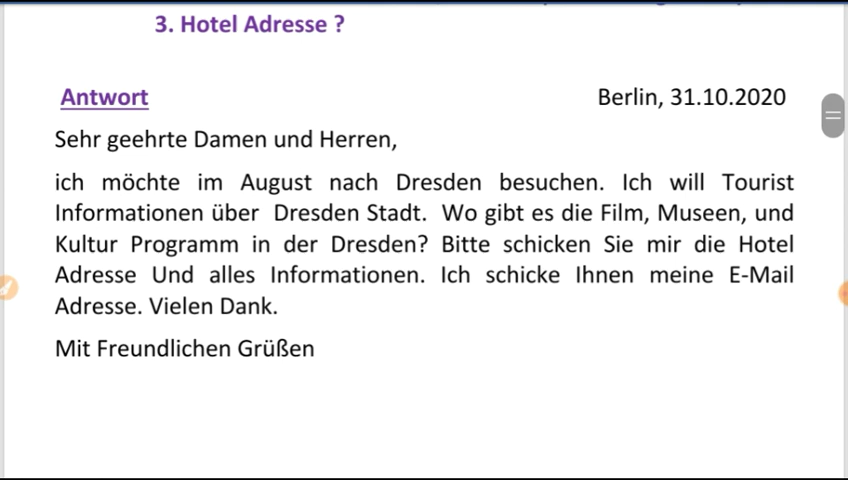 3. Hotel Adresse ?
Antwort
Berlin, 31.10.2020
Sehr geehrte Damen und Herren,
ich möchte im August nach Dresden besuchen. Ich will Tourist
Informationen über Dresden Stadt. Wo gibt es die Film, Museen, und
Kultur Programm in der Dresden? Bitte schicken Sie mir die Hotel
Adresse Und alles Informationen. Ich schicke Ihnen meine E-Mail
Adresse. Vielen Dank.
Mit Freundlichen Grüßen